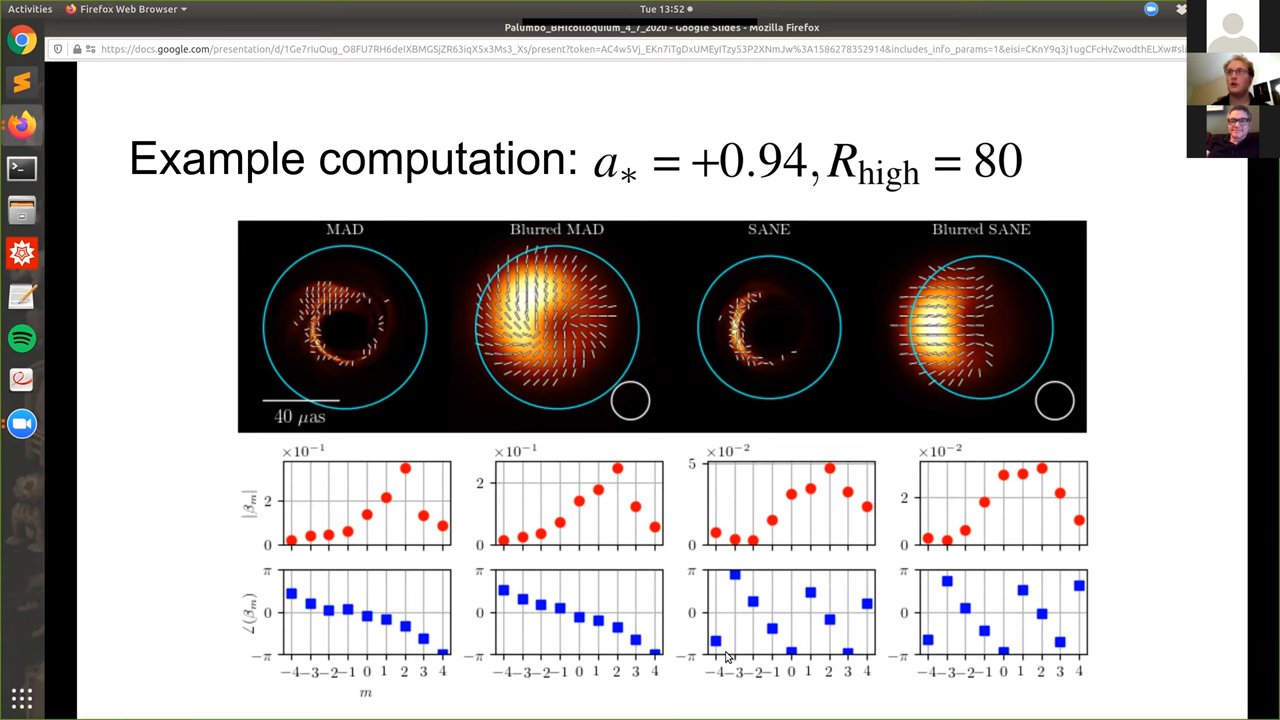 Activities
Firefox Web Browser
Tue 13:52
Palumbo_BHIcolloquium_4_7_2020 - Google Slides - Mozilla Firefox
Example computation: a* = +0.94, Rhigh = 80
MAD Blurred MAD SANE Blurred SANE
40 μas
×10⁻¹ ×10⁻¹ ×10⁻² ×10⁻²
|βm|
2 0 2 0 5 0 2 0
∠(βm)
π 0 −π π 0 −π π 0 −π π 0 −π
−4 −3 −2 −1 0 1 2 3 4 −4 −3 −2 −1 0 1 2 3 4 −4 −3 −2 −1 0 1 2 3 4 −4 −3 −2 −1 0 1 2 3 4
m